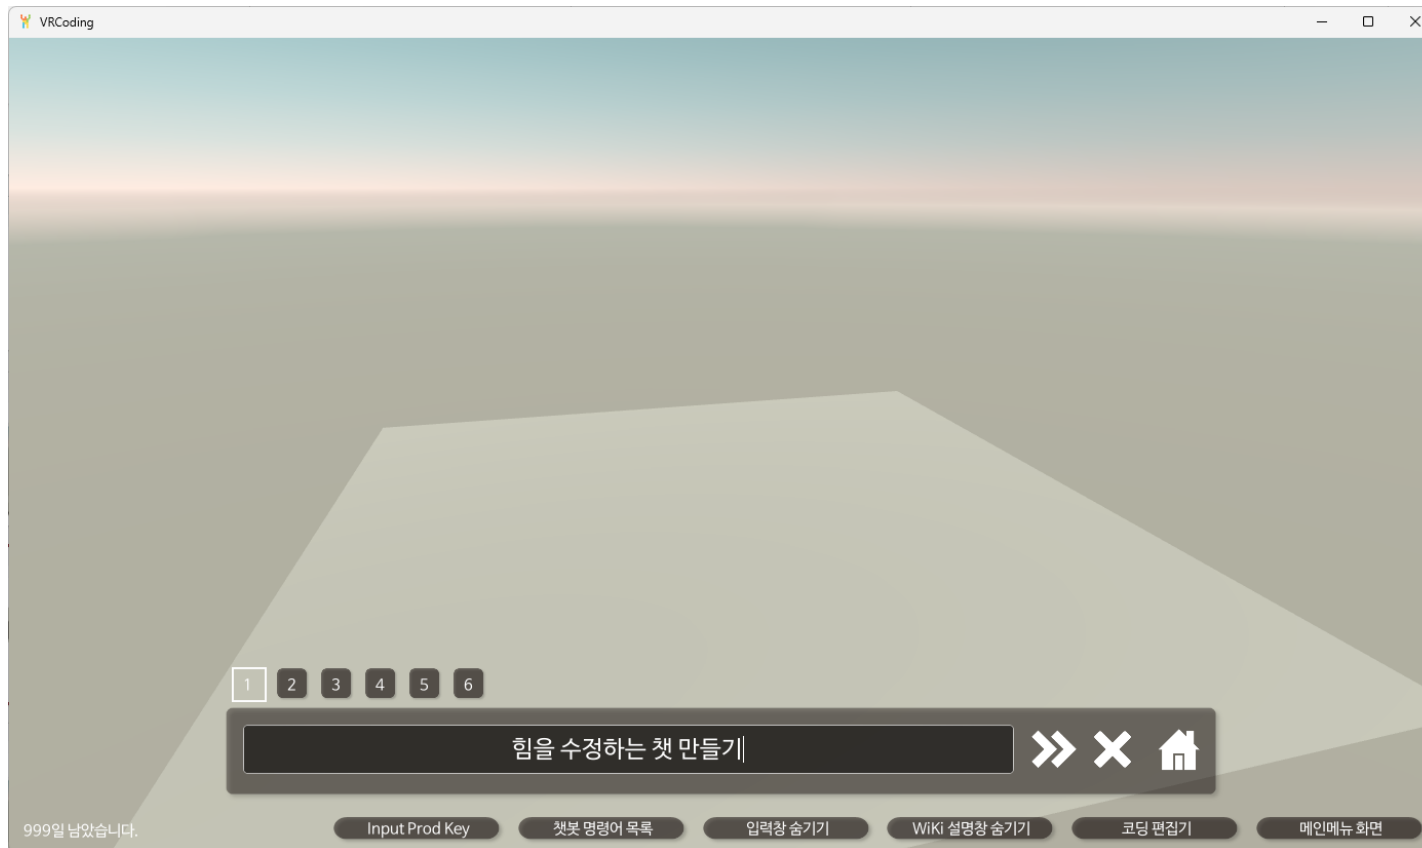 VRCoding
1 2 3 4 5 6
힘을 수정하는 챗 만들기
999일 남았습니다.
Input Prod Key
챗봇 명령어 목록
입력창 숨기기
WiKi 설명창 숨기기
코딩 편집기
메인메뉴 화면